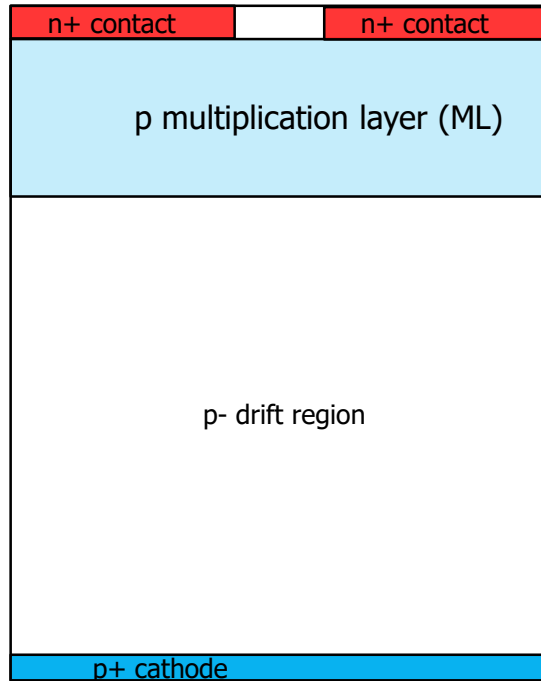 n+ contact n+ contact
p multiplication layer (ML)
p- drift region
p+ cathode